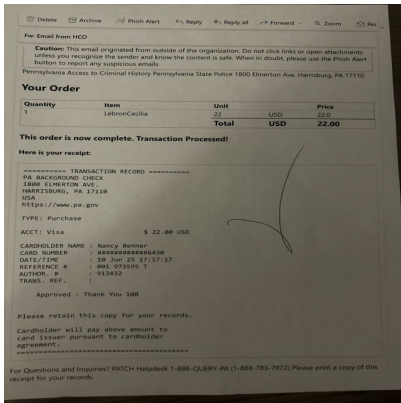 Delete Archive Phish Alert Reply Reply all Forward Zoom
Fw: Email from HCO
Caution: This email originated from outside of the organization. Do not click links or open attachments
unless you recognize the sender and know the content is safe. When in doubt, please use the Phish Alert
button to report any suspicious emails
Pennsylvania Access to Criminal History Pennsylvania State Police 1800 Elmerton Ave. Harrisburg, PA 17110
Your Order
Quantity Item Unit Price
1 LebronCecilia 22 USD 22.0
Total USD 22.00
This order is now complete. Transaction Processed!
Here is your receipt:
========== TRANSACTION RECORD ==========
PA BACKGROUND CHECK
1800 ELMERTON AVE.
HARRISBURG, PA 17110
USA
https://www.pa.gov
TYPE: Purchase
ACCT: Visa $ 22.00 USD
CARDHOLDER NAME : Nancy Benner
CARD NUMBER : ############6430
DATE/TIME : 10 Jun 25 17:17:17
REFERENCE # : 001 973595 T
AUTHOR. # : 913432
TRANS. REF. :
Approved - Thank You 100
Please retain this copy for your records.
Cardholder will pay above amount to
card issuer pursuant to cardholder
agreement.
========================================
For Questions and Inquiries? PATCH Helpdesk 1-888-QUERY-PA (1-888-783-7972) Please print a copy of this
receipt for your records.